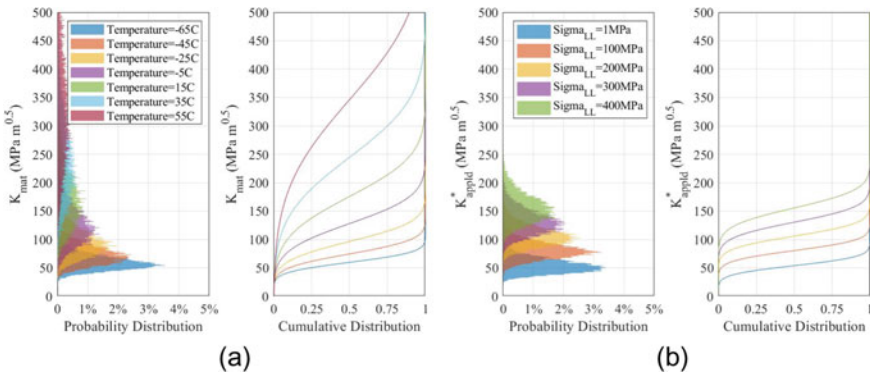 500
450
400
350
300
250
200
150
100
50
0
K_mat (MPa m^0.5)
Temperature=-65C
Temperature=-45C
Temperature=-25C
Temperature=-5C
Temperature=15C
Temperature=35C
Temperature=55C
0 1% 2% 3% 4% 5%
Probability Distribution
500
450
400
350
300
250
200
150
100
50
0
K_mat (MPa m^0.5)
0 0.25 0.5 0.75 1
Cumulative Distribution
(a)
500
450
400
350
300
250
200
150
100
50
0
K*_appld (MPa m^0.5)
Sigma_LL=1MPa
Sigma_LL=100MPa
Sigma_LL=200MPa
Sigma_LL=300MPa
Sigma_LL=400MPa
0 1% 2% 3% 4% 5%
Probability Distribution
500
450
400
350
300
250
200
150
100
50
0
K*_appld (MPa m^0.5)
0 0.25 0.5 0.75 1
Cumulative Distribution
(b)